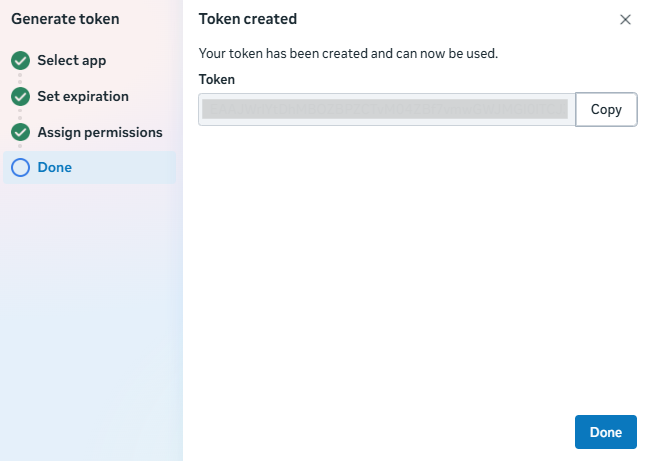 Generate token
Select app
Set expiration
Assign permissions
Done
Token created
Your token has been created and can now be used.
Token
Copy
Done